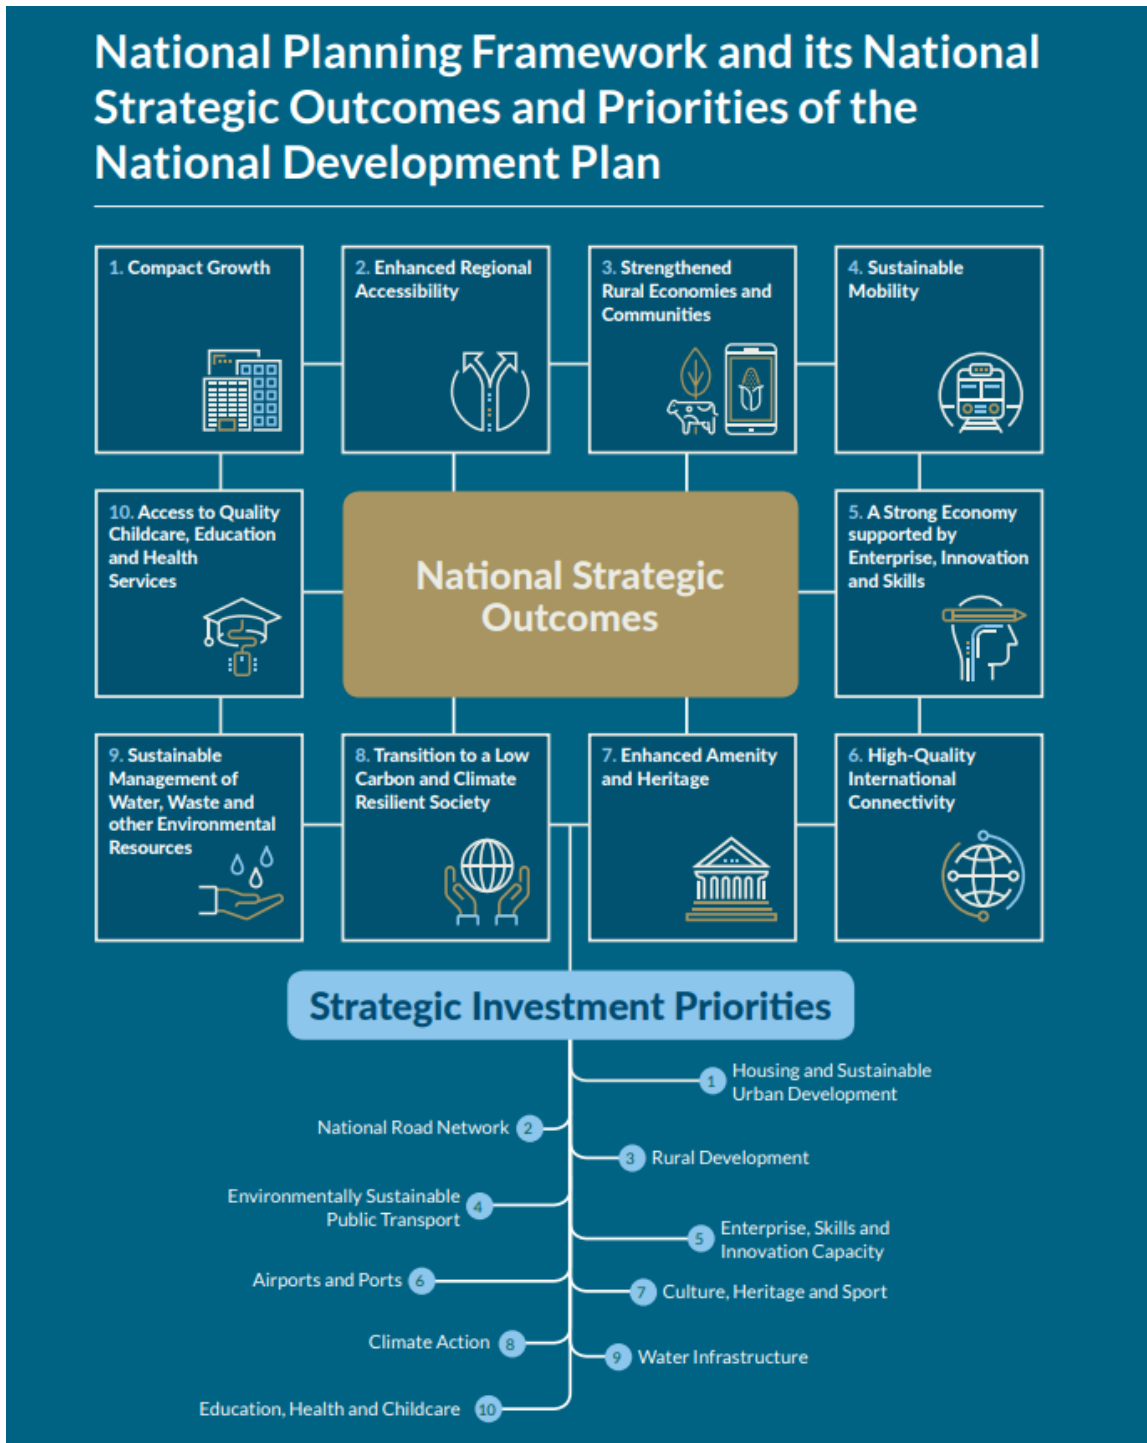 National Planning Framework and its National
Strategic Outcomes and Priorities of the
National Development Plan
1. Compact Growth
2. Enhanced Regional
Accessibility
3. Strengthened
Rural Economies and
Communities
4. Sustainable
Mobility
10. Access to Quality
Childcare, Education
and Health
Services
National Strategic
Outcomes
5. A Strong Economy
supported by
Enterprise, Innovation
and Skills
9. Sustainable
Management of
Water, Waste and
other Environmental
Resources
8. Transition to a Low
Carbon and Climate
Resilient Society
7. Enhanced Amenity
and Heritage
6. High-Quality
International
Connectivity
Strategic Investment Priorities
1 Housing and Sustainable
Urban Development
National Road Network 2
3 Rural Development
Environmentally Sustainable
Public Transport 4
5 Enterprise, Skills and
Innovation Capacity
Airports and Ports 6
7 Culture, Heritage and Sport
Climate Action 8
9 Water Infrastructure
Education, Health and Childcare 10